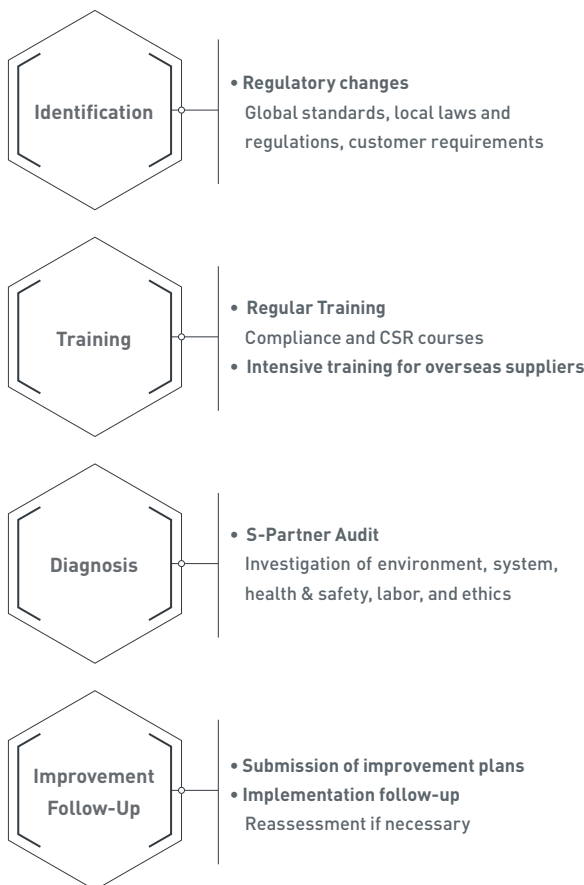 Identification
• Regulatory changes
Global standards, local laws and
regulations, customer requirements
Training
• Regular Training
Compliance and CSR courses
• Intensive training for overseas suppliers
Diagnosis
• S-Partner Audit
Investigation of environment, system,
health & safety, labor, and ethics
Improvement
Follow-Up
• Submission of improvement plans
• Implementation follow-up
Reassessment if necessary